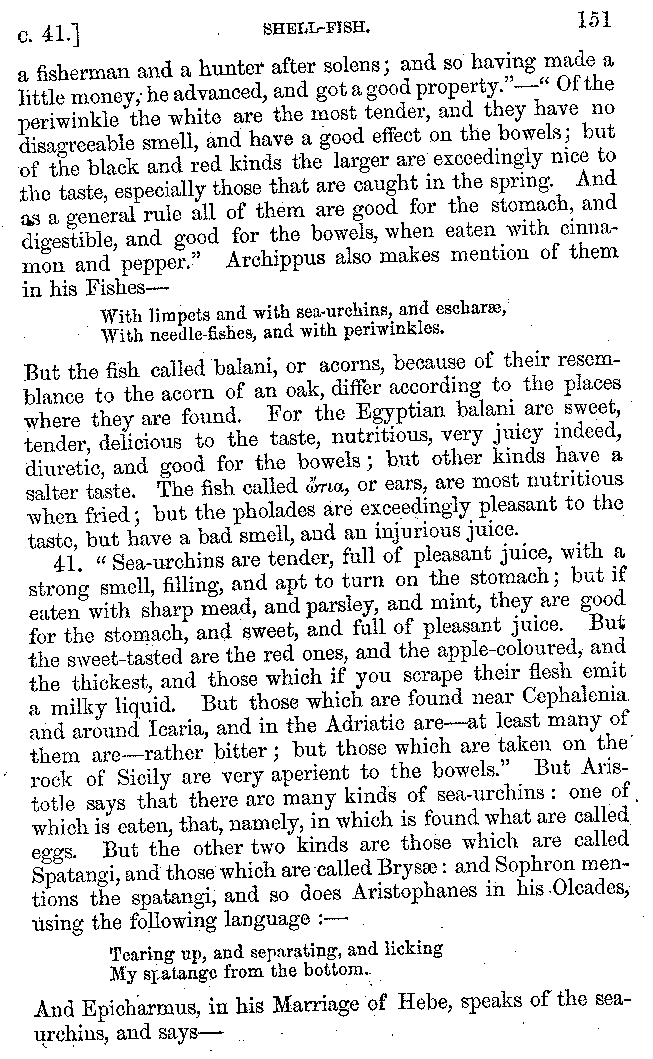 c. 41.] SHELL-FISH. 151
a fisherman and a hunter after solens; and so having made a
little money, he advanced, and got a good property.”—“ Of the
periwinkle the white are the most tender, and they have no
disagreeable smell, and have a good effect on the bowels; but
of the black and red kinds the larger are exceedingly nice to
the taste, especially those that are caught in the spring. And
as a general rule all of them are good for the stomach, and
digestible, and good for the bowels, when eaten with cinna-
mon and pepper.” Archippus also makes mention of them
in his Fishes—
With limpets and with sea-urchins, and escharæ,
With needle-fishes, and with periwinkles.
But the fish called balani, or acorns, because of their resem-
blance to the acorn of an oak, differ according to the places
where they are found. For the Egyptian balani are sweet,
tender, delicious to the taste, nutritious, very juicy indeed,
diuretic, and good for the bowels; but other kinds have a
salter taste. The fish called ὤτια, or ears, are most nutritious
when fried; but the pholades are exceedingly pleasant to the
taste, but have a bad smell, and an injurious juice.
41. “ Sea-urchins are tender, full of pleasant juice, with a
strong smell, filling, and apt to turn on the stomach; but if
eaten with sharp mead, and parsley, and mint, they are good
for the stomach, and sweet, and full of pleasant juice. But
the sweet-tasted are the red ones, and the apple-coloured, and
the thickest, and those which if you scrape their flesh emit
a milky liquid. But those which are found near Cephalenia
and around Icaria, and in the Adriatic are—at least many of
them are—rather bitter; but those which are taken on the
rock of Sicily are very aperient to the bowels.” But Aris-
totle says that there are many kinds of sea-urchins: one of
which is eaten, that, namely, in which is found what are called
eggs. But the other two kinds are those which are called
Spatangi, and those which are called Brysæ: and Sophron men-
tions the spatangi, and so does Aristophanes in his Olcades,
using the following language :—
Tearing up, and separating, and licking
My spatange from the bottom.
And Epicharmus, in his Marriage of Hebe, speaks of the sea-
urchins, and says—